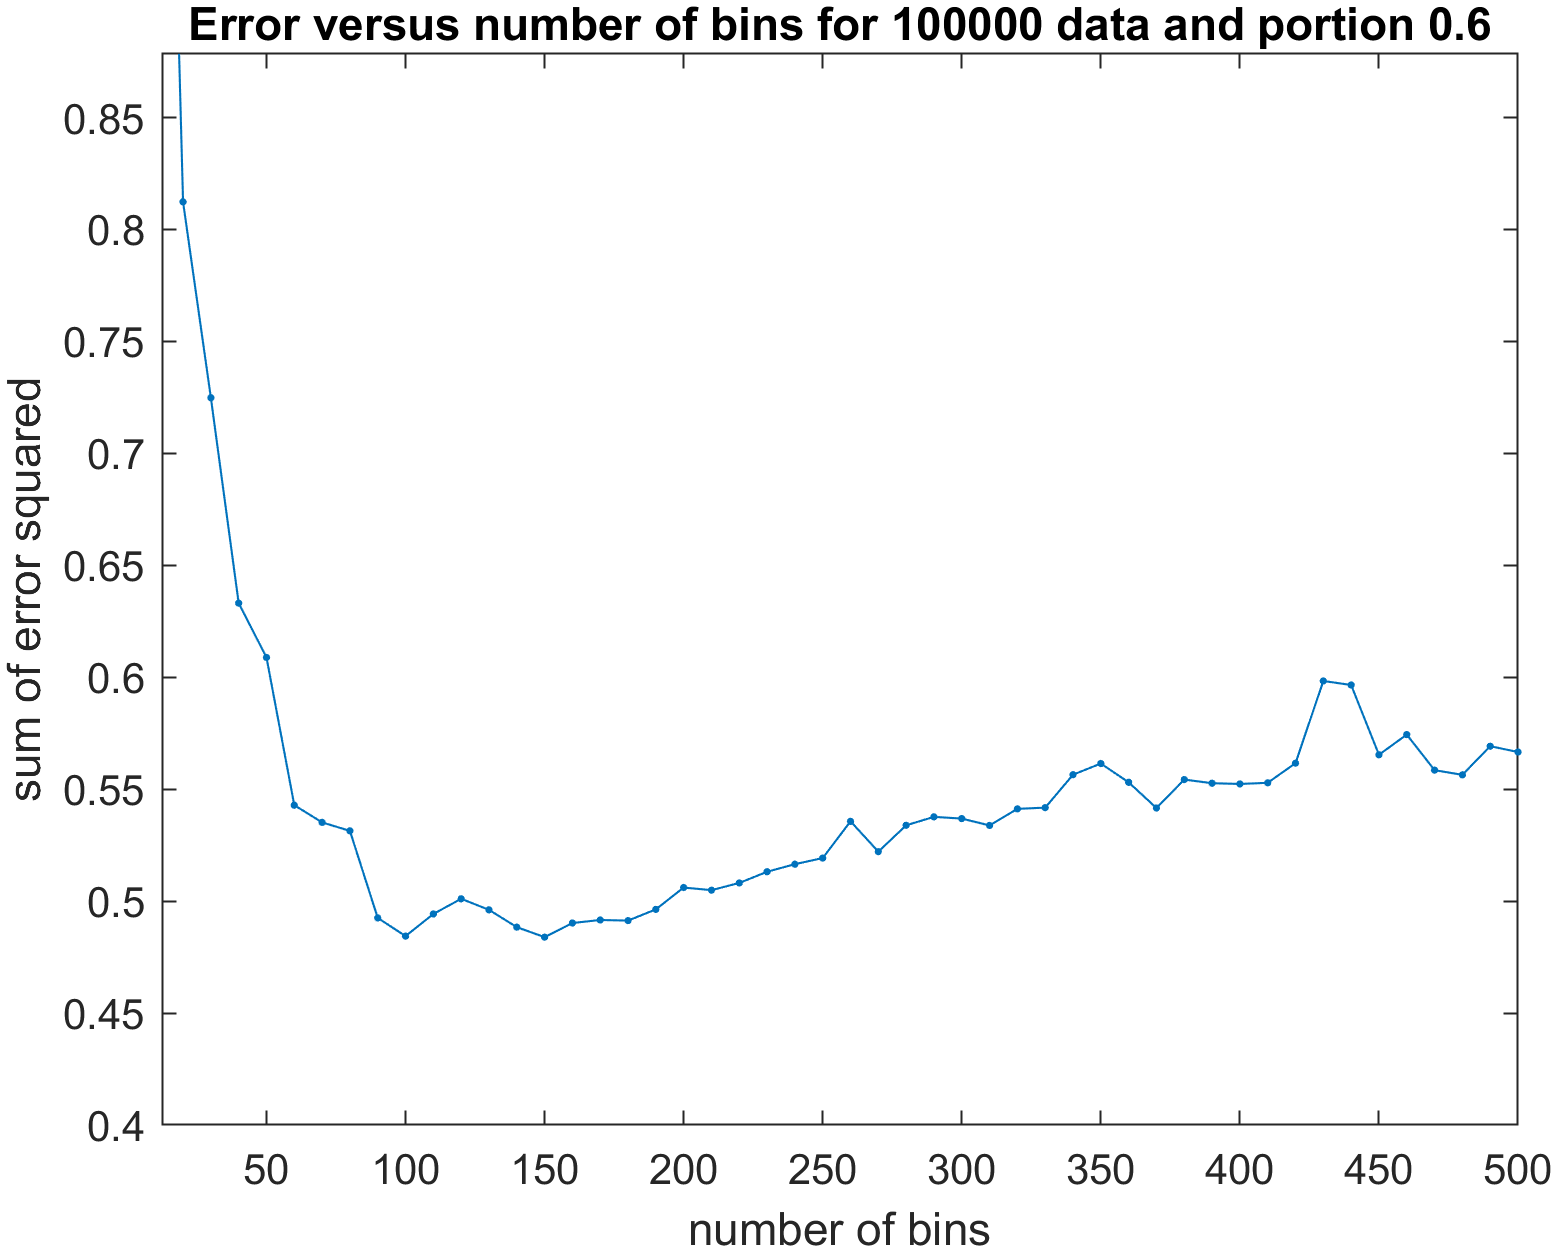 Error versus number of bins for 100000 data and portion 0.6
0.85
0.8
0.75
0.7
0.65
0.6
0.55
0.5
0.45
0.4
sum of error squared
50 100 150 200 250 300 350 400 450 500
number of bins